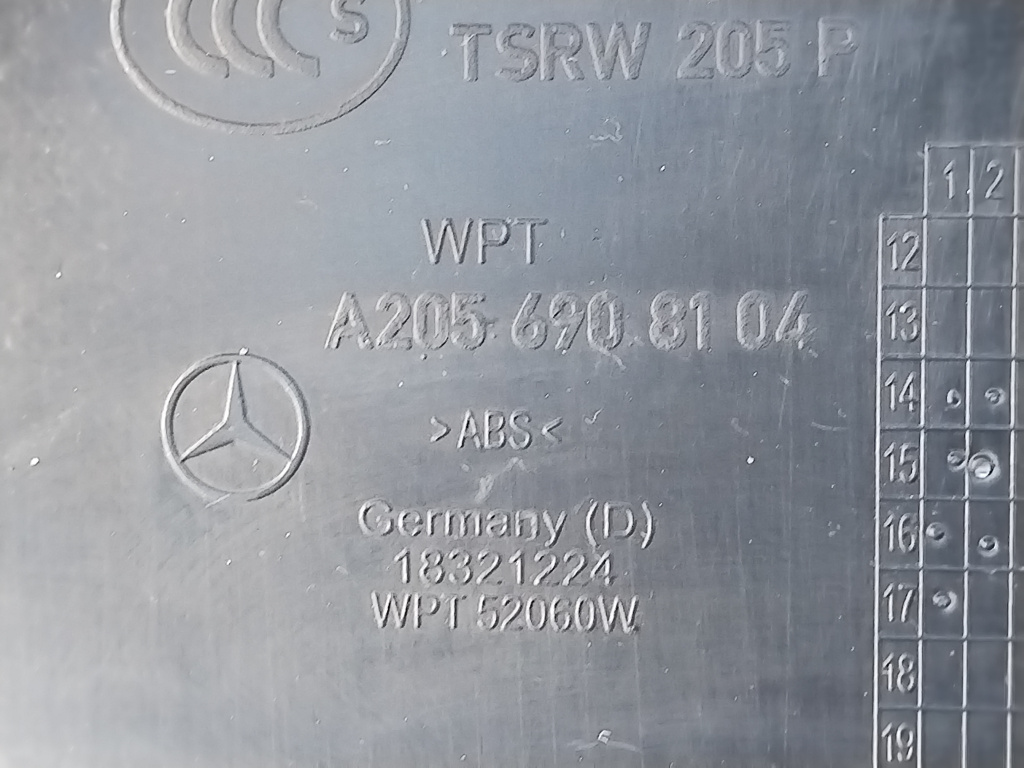 S
TSRW 205 P
WPT
A205 690 81 04
>ABS<
Germany (D)
18321224
WPT 52060W
1 2
12
13
14
15
16
17
18
19